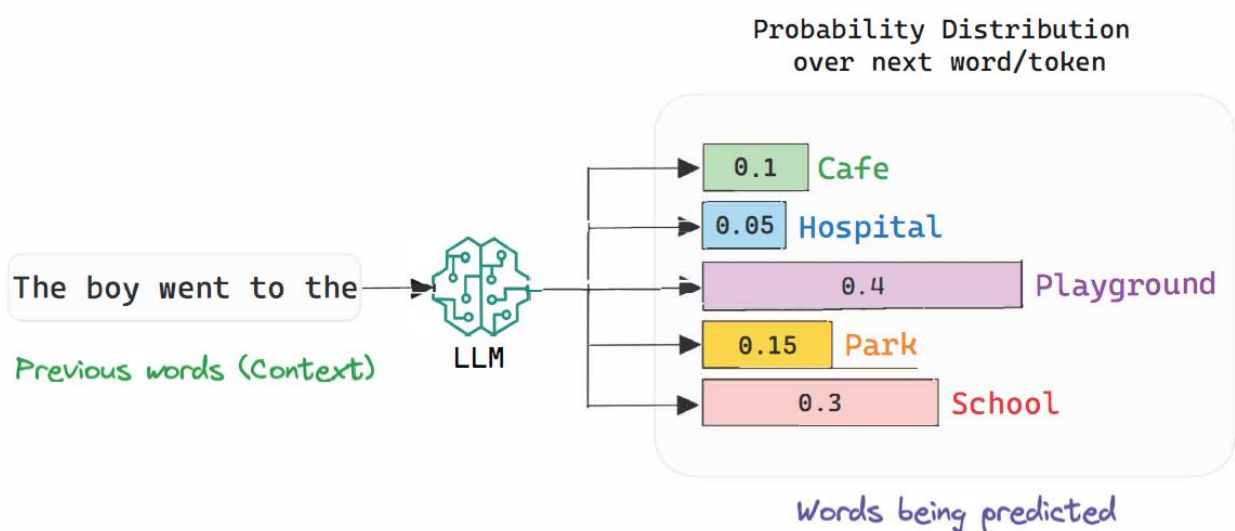 Probability Distribution
over next word/token
0.1 Cafe
0.05 Hospital
The boy went to the
0.4 Playground
LLM
0.15 Park
Previous words (Context)
0.3 School
Words being predicted